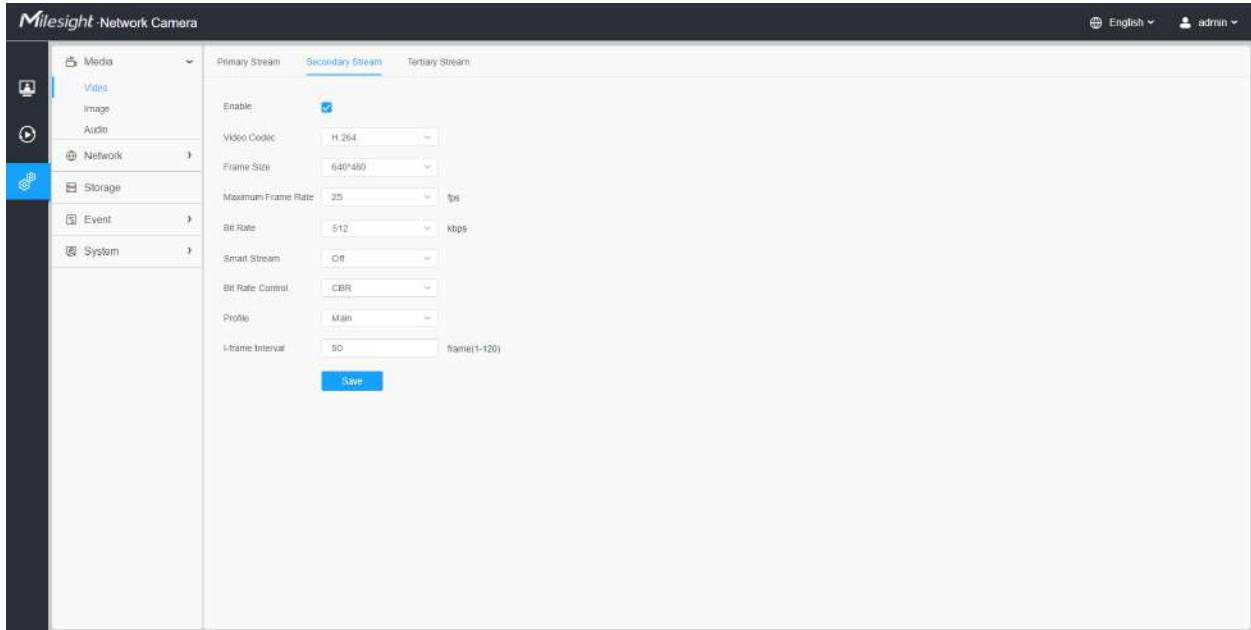 Milesight · Network Camera
English
admin
Media
Video
Image
Audio
Network
Storage
Event
System
Primary Stream
Secondary Stream
Tertiary Stream
Enable
Video Codec
H.264
Frame Size
640*480
Maximum Frame Rate
25
fps
Bit Rate
512
kbps
Smart Stream
Off
Bit Rate Control
CBR
Profile
Main
I-frame Interval
50
frame(1-120)
Save